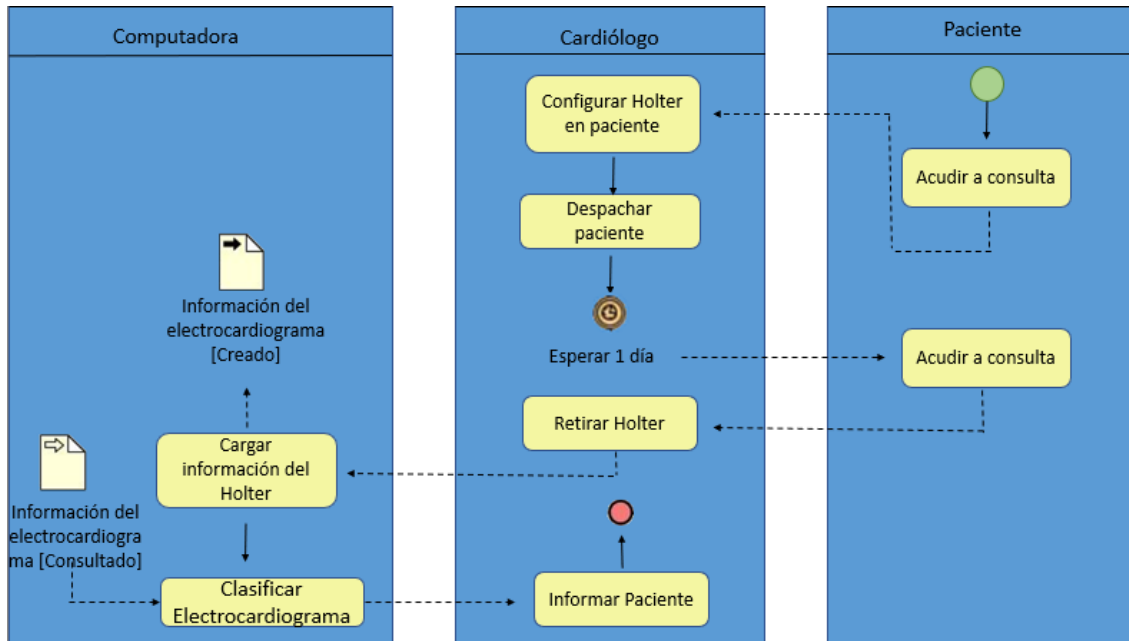 Computadora
Información del
electrocardiograma
[Creado]
Cargar
información del
Holter
Información del
electrocardiogra
ma [Consultado]
Clasificar
Electrocardiograma
Cardiólogo
Configurar Holter
en paciente
Despachar
paciente
Esperar 1 día
Retirar Holter
Informar Paciente
Paciente
Acudir a consulta
Acudir a consulta